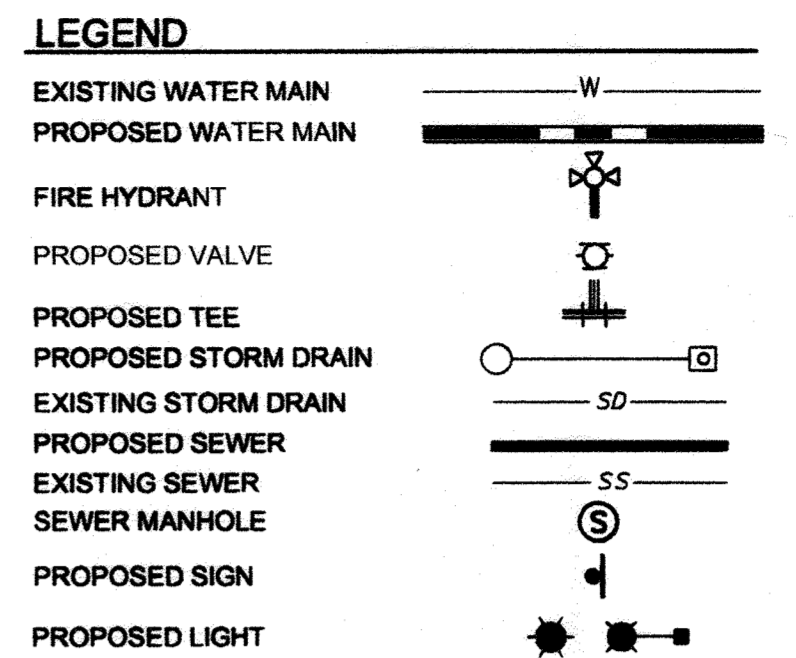 LEGEND
EXISTING WATER MAIN W
PROPOSED WATER MAIN
FIRE HYDRANT
PROPOSED VALVE
PROPOSED TEE
PROPOSED STORM DRAIN
EXISTING STORM DRAIN SD
PROPOSED SEWER
EXISTING SEWER SS
SEWER MANHOLE S
PROPOSED SIGN
PROPOSED LIGHT